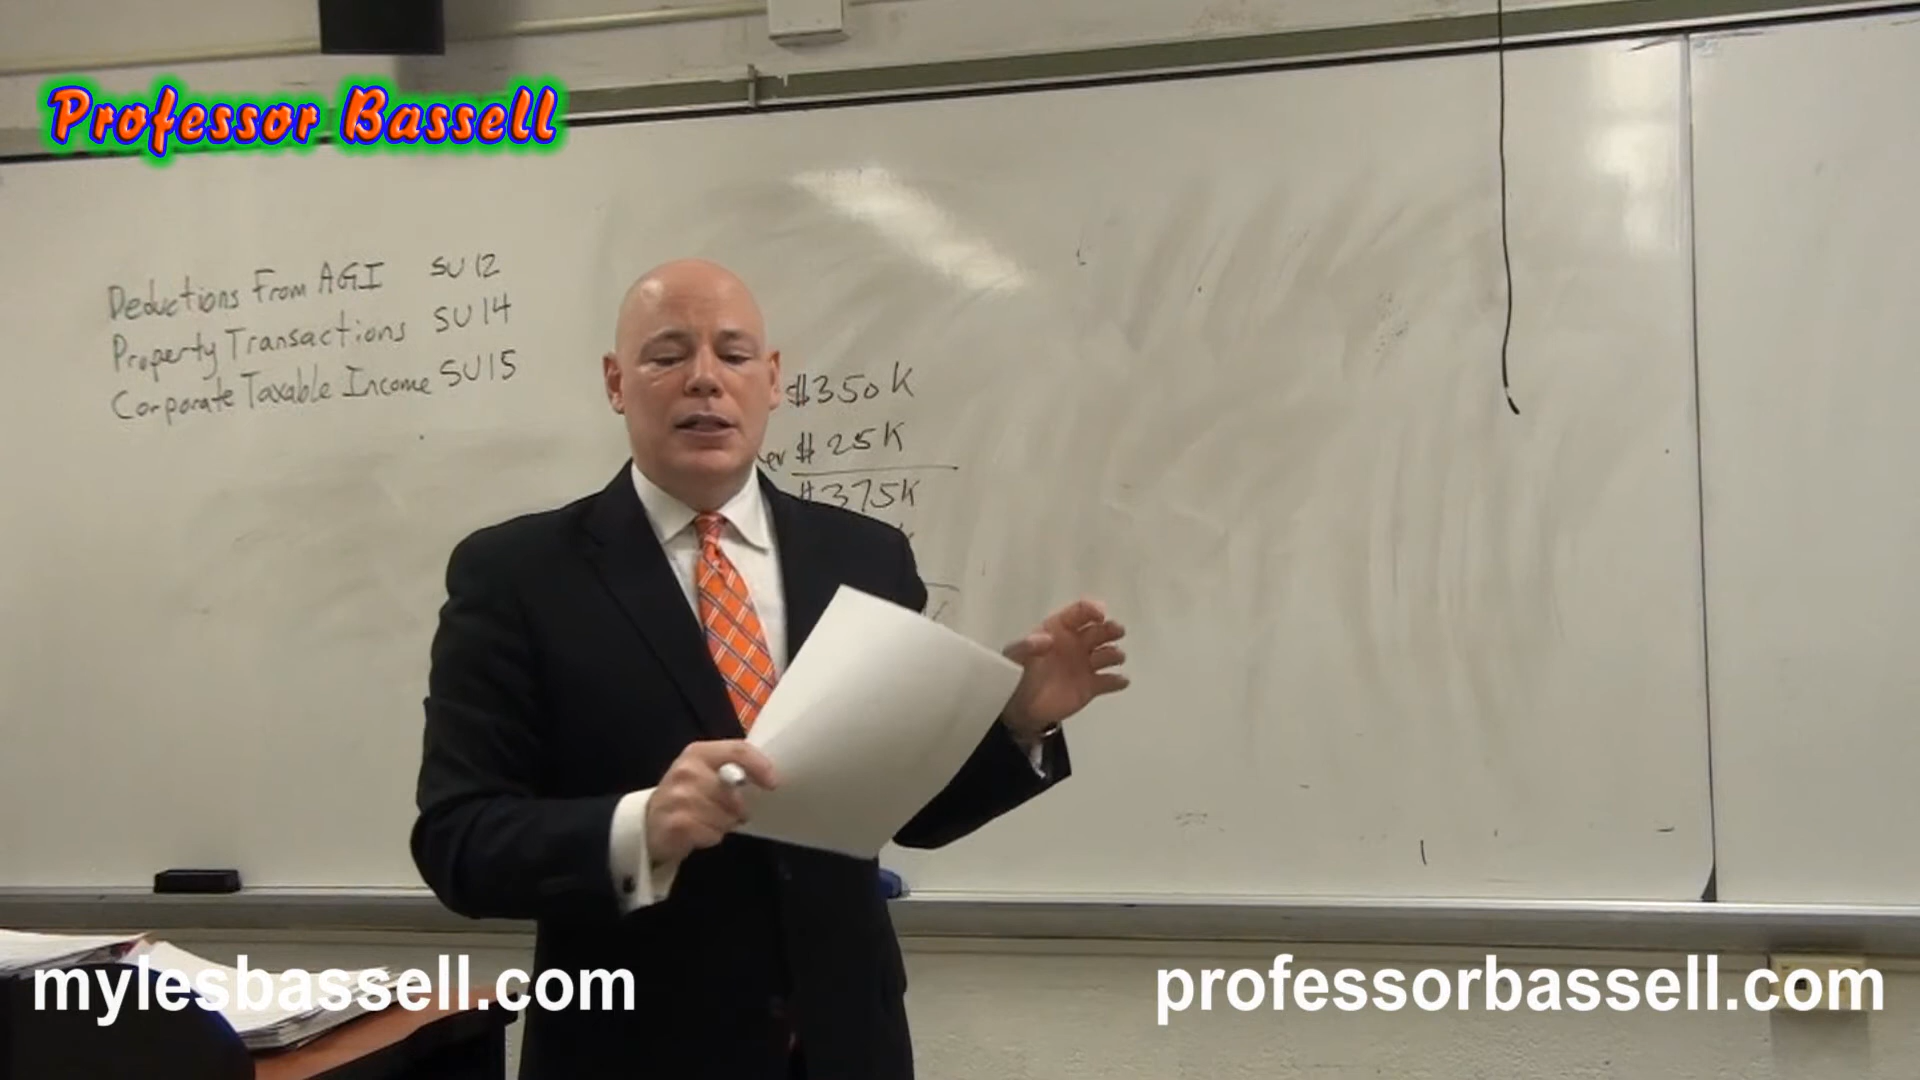 Professor Bassell
Deductions From AGI SU 12
Property Transactions SU 14
Corporate Taxable Income SU 15
$350K
$ 25K
$375K
mylesbassell.com
professorbassell.com